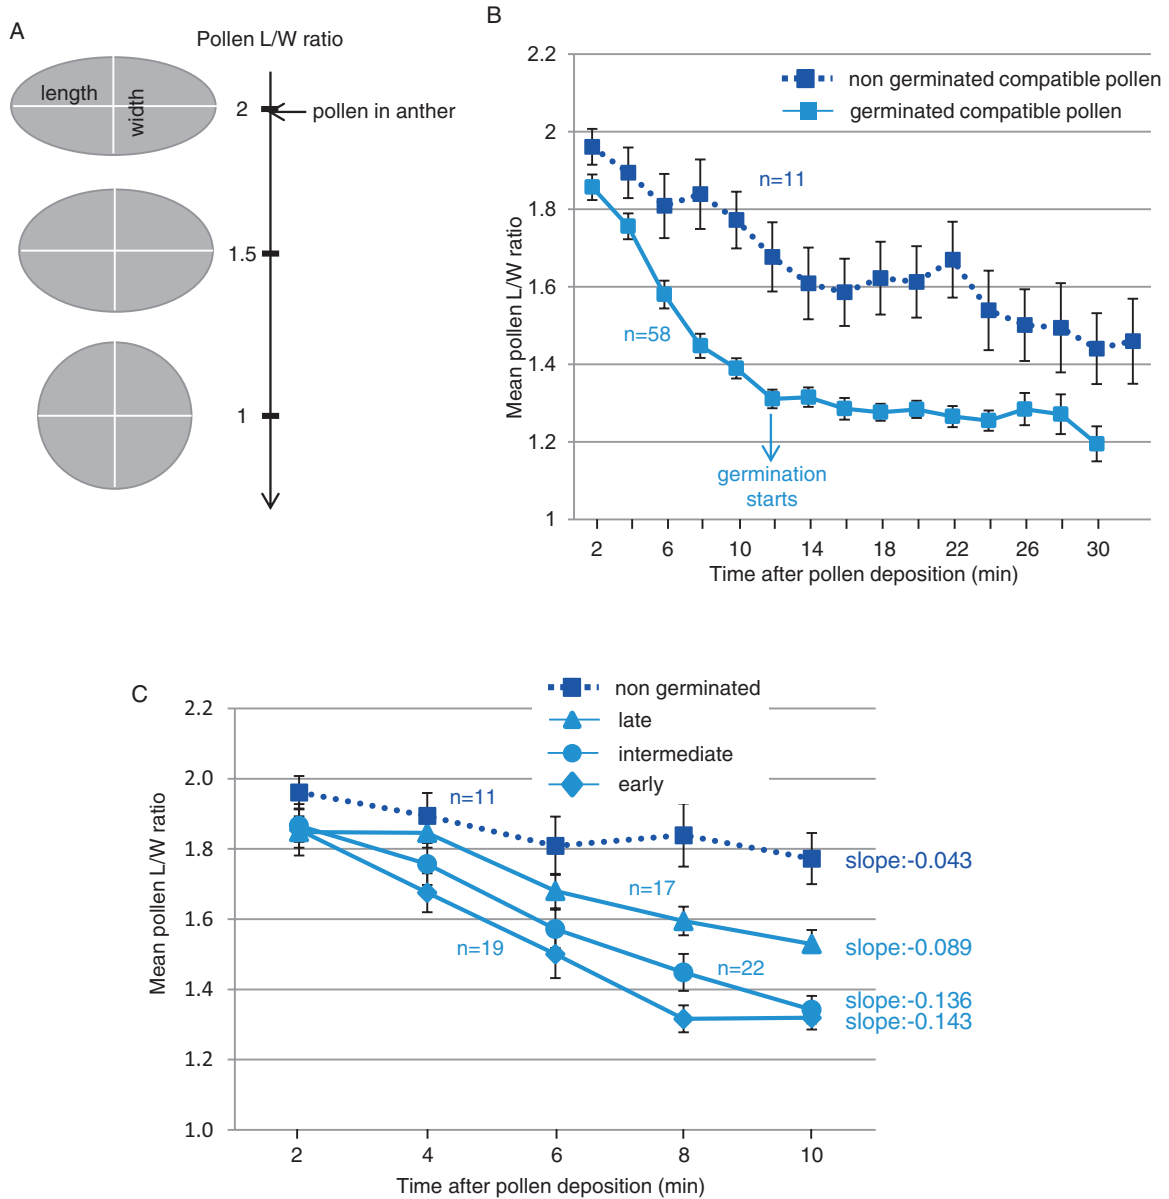 A
Pollen L/W ratio
length
width
2
pollen in anther
1.5
1
B
2.2
2
1.8
1.6
1.4
1.2
1
Mean pollen L/W ratio
non germinated compatible pollen
germinated compatible pollen
n=11
n=58
germination
starts
2 6 10 14 18 22 26 30
Time after pollen deposition (min)
C
non germinated
late
intermediate
early
2.2
2.0
1.8
1.6
1.4
1.2
1.0
Mean pollen L/W ratio
n=11
n=17
n=19
n=22
slope:-0.043
slope:-0.089
slope:-0.136
slope:-0.143
2 4 6 8 10
Time after pollen deposition (min)